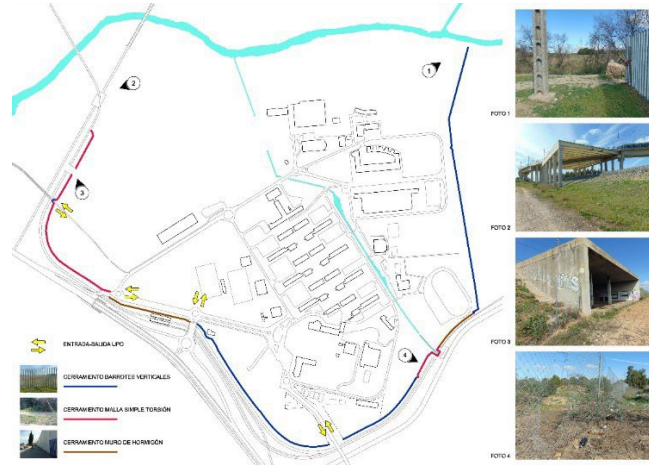 1
2
3
4
FOTO 1
FOTO 2
FOTO 3
FOTO 4
ENTRADA-SALIDA UPO
CERRAMIENTO BARROTES VERTICALES
CERRAMIENTO MALLA SIMPLE TORSIÓN
CERRAMIENTO MURO DE HORMIGÓN